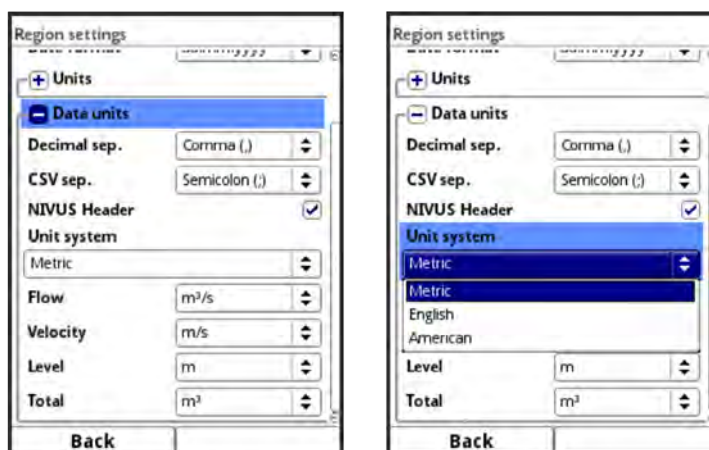 Region settings
Units
Data units
Decimal sep. Comma (,)
CSV sep. Semicolon (;)
NIVUS Header
Unit system
Metric
Flow m³/s
Velocity m/s
Level m
Total m³
Back
Region settings
Units
Data units
Decimal sep. Comma (,)
CSV sep. Semicolon (;)
NIVUS Header
Unit system
Metric
Metric
English
American
Level m
Total m³
Back